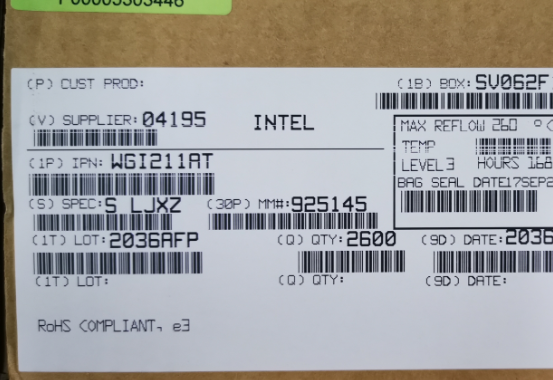 (P) CUST PROD:
(1B) BOX: SV062F
(V) SUPPLIER: 04195 INTEL
MAX REFLOW 260 °C
TEMP
(1P) IPN: WGI211AT
LEVEL 3 HOURS 168
BAG SEAL DATE 17SEP2
(S) SPEC: S LJXZ (30P) MM#: 925145
(1T) LOT: 2036AFP (Q) QTY: 2600 (9D) DATE: 2036
(1T) LOT: (Q) QTY: (9D) DATE:
RoHS COMPLIANT, e3